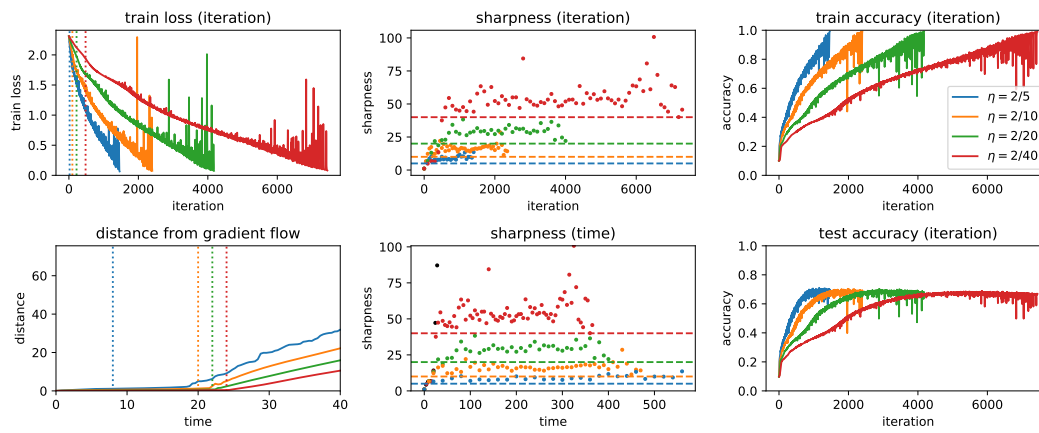 train loss (iteration)
train loss
2.0
1.5
1.0
0.5
0.0
0 2000 4000 6000
iteration
sharpness (iteration)
sharpness
100
75
50
25
0
0 2000 4000 6000
iteration
train accuracy (iteration)
accuracy
1.0
0.8
0.6
0.4
0.2
0.0
η = 2/5
η = 2/10
η = 2/20
η = 2/40
0 2000 4000 6000
iteration
distance from gradient flow
distance
60
40
20
0
0 10 20 30 40
time
sharpness (time)
sharpness
100
75
50
25
0
0 100 200 300 400 500
time
test accuracy (iteration)
accuracy
1.0
0.8
0.6
0.4
0.2
0.0
0 2000 4000 6000
iteration